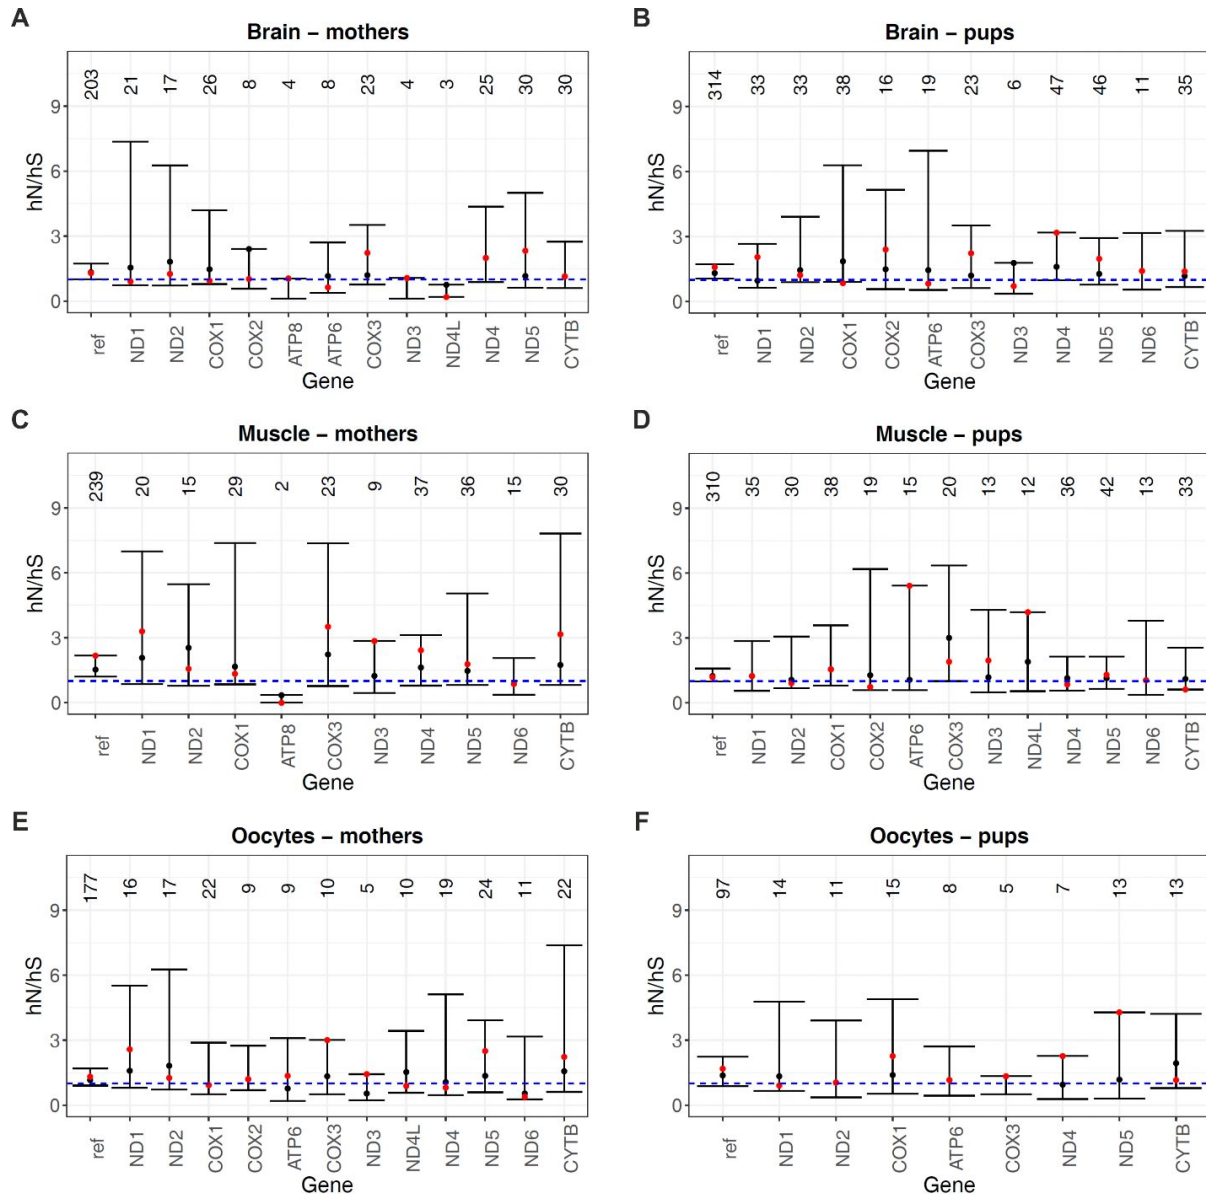 A
Brain – mothers
203 21 17 26 8 4 8 23 4 3 25 30 30
9
6
3
0
hN/hS
ref ND1 ND2 COX1 COX2 ATP8 ATP6 COX3 ND3 ND4L ND4 ND5 CYTB
Gene
B
Brain – pups
314 33 33 38 16 19 23 6 47 46 11 35
9
6
3
0
hN/hS
ref ND1 ND2 COX1 COX2 ATP6 COX3 ND3 ND4 ND5 ND6 CYTB
Gene
C
Muscle – mothers
239 20 15 29 2 23 9 37 36 15 30
9
6
3
0
hN/hS
ref ND1 ND2 COX1 ATP8 COX3 ND3 ND4 ND5 ND6 CYTB
Gene
D
Muscle – pups
310 35 30 38 19 15 20 13 12 36 42 13 33
9
6
3
0
hN/hS
ref ND1 ND2 COX1 COX2 ATP6 COX3 ND3 ND4L ND4 ND5 ND6 CYTB
Gene
E
Oocytes – mothers
177 16 17 22 9 9 10 5 10 19 24 11 22
9
6
3
0
hN/hS
ref ND1 ND2 COX1 COX2 ATP6 COX3 ND3 ND4L ND4 ND5 ND6 CYTB
Gene
F
Oocytes – pups
97 14 11 15 8 5 7 13 13
9
6
3
0
hN/hS
ref ND1 ND2 COX1 ATP6 COX3 ND4 ND5 CYTB
Gene